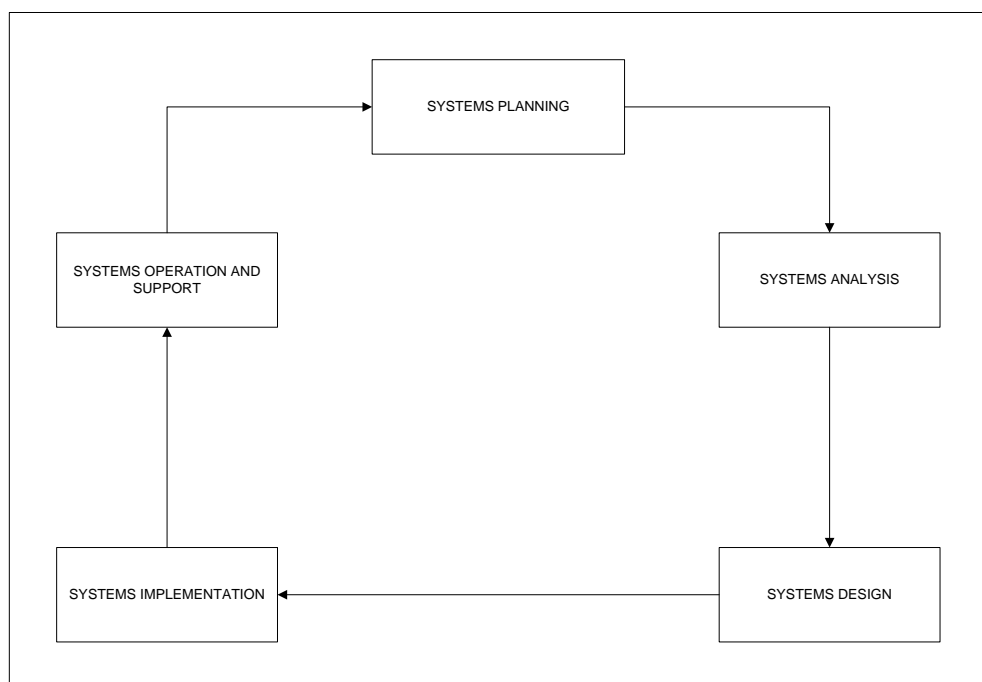 SYSTEMS PLANNING
SYSTEMS OPERATION AND
SUPPORT
SYSTEMS ANALYSIS
SYSTEMS IMPLEMENTATION
SYSTEMS DESIGN